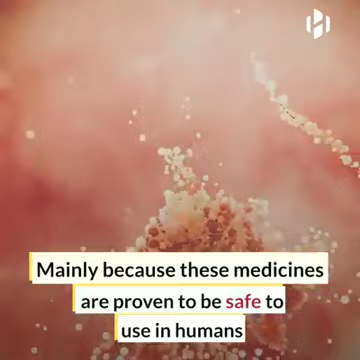 Mainly because these medicines
are proven to be safe to
use in humans